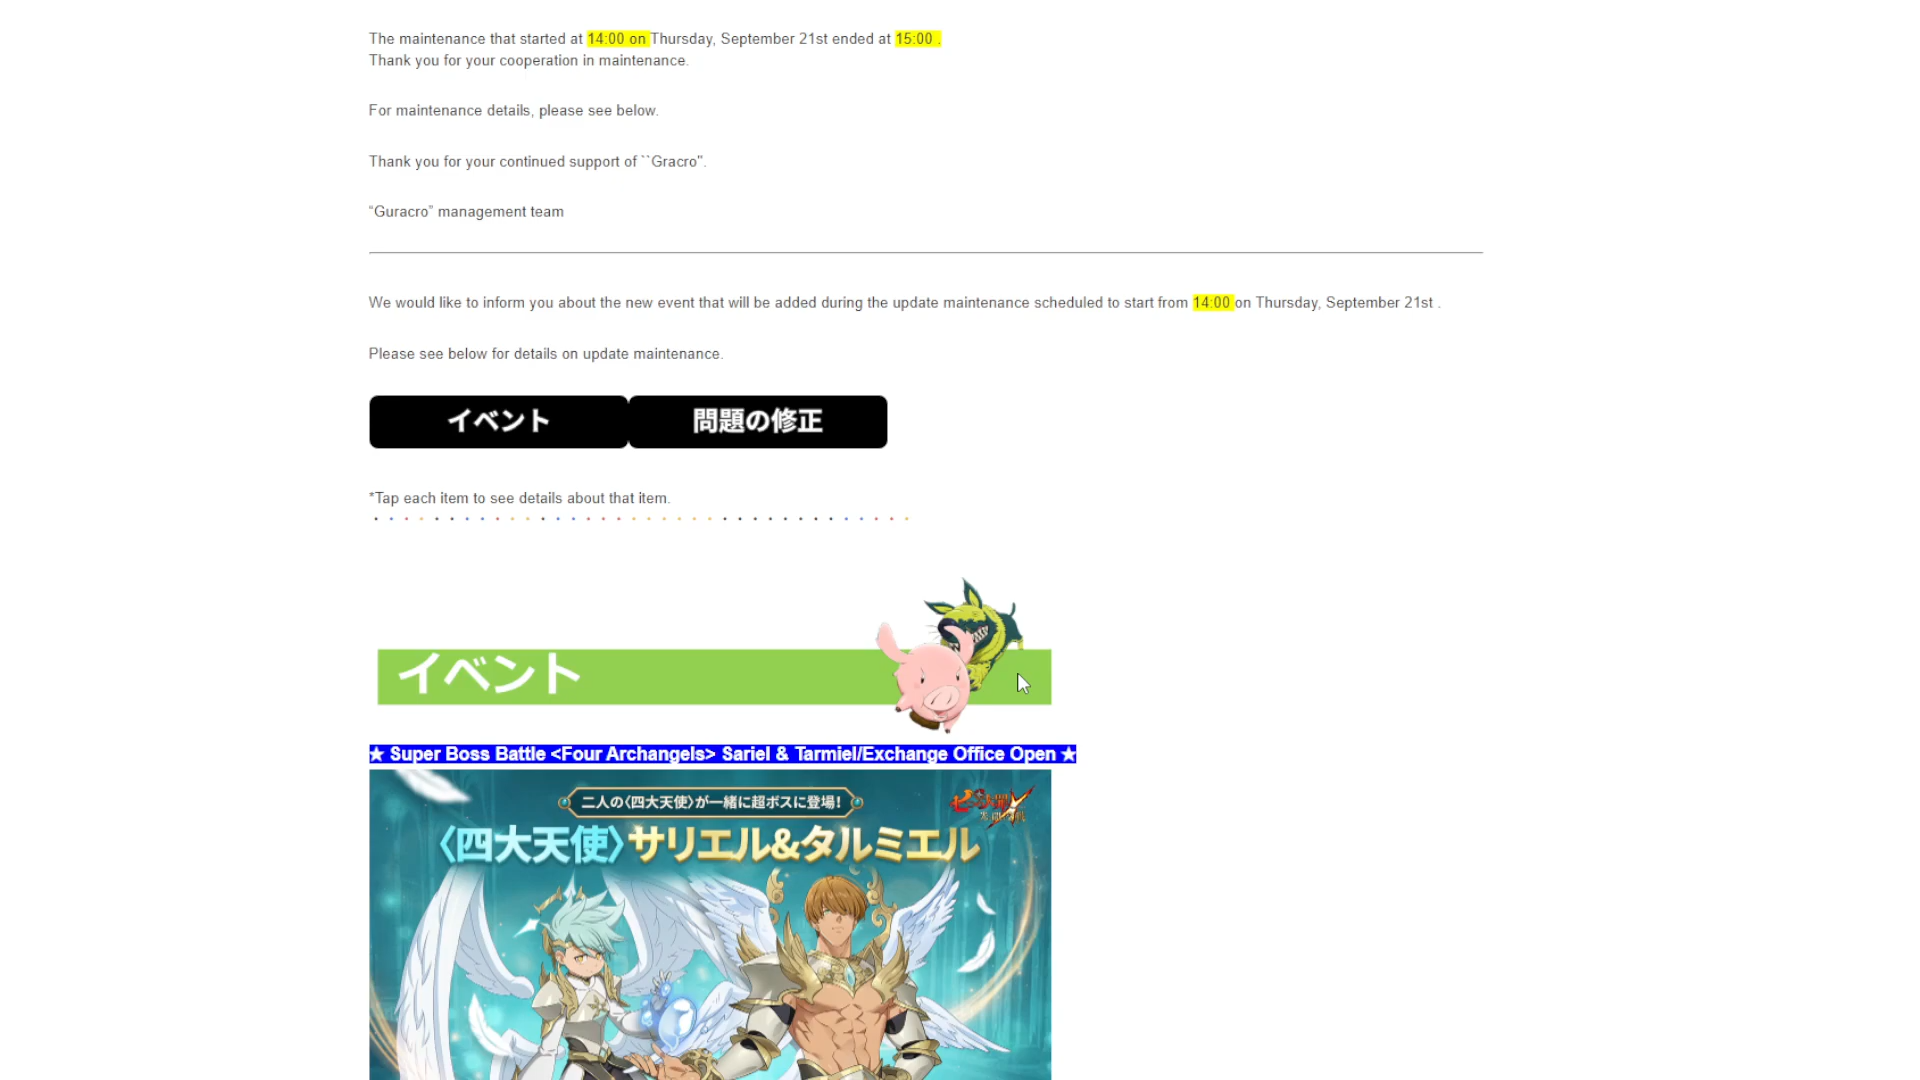 The maintenance that started at 14:00 on Thursday, September 21st ended at 15:00 .
Thank you for your cooperation in maintenance.
For maintenance details, please see below.
Thank you for your continued support of ``Gracro".
“Guracro” management team
We would like to inform you about the new event that will be added during the update maintenance scheduled to start from 14:00 on Thursday, September 21st .
Please see below for details on update maintenance.
イベント 問題の修正
*Tap each item to see details about that item.
イベント
★ Super Boss Battle <Four Archangels> Sariel & Tarmiel/Exchange Office Open ★
二人の〈四大天使〉が一緒に超ボスに登場!
〈四大天使〉サリエル&タルミエル